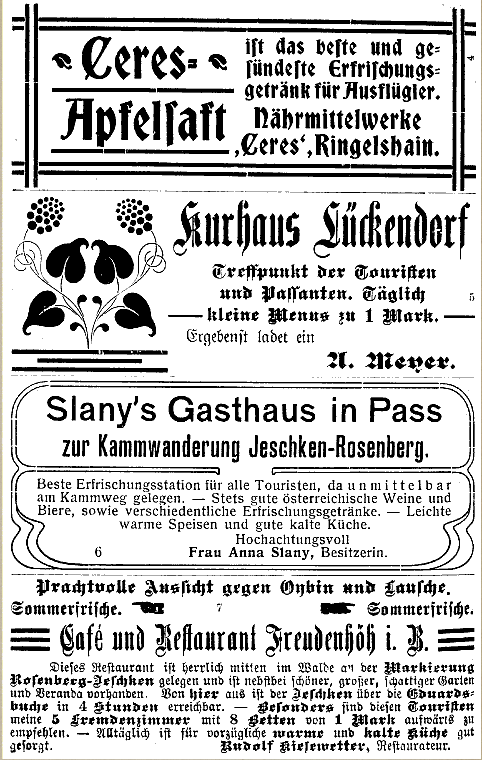 Ceres=
Apfelsaft
ist das beste und ge=
sündeste Erfrischungs=
getränk für Ausflügler.
Nährmittelwerke
‚Ceres‘, Ringelshain.
Kurhaus Lückendorf
Treffpunkt der Touristen
und Passanten. Täglich 5
— kleine Menus zu 1 Mark. —
Ergebenst ladet ein
A. Meyer.
Slany's Gasthaus in Pass
zur Kammwanderung Jeschken-Rosenberg.
Beste Erfrischungsstation für alle Touristen, da unmittelbar
am Kammweg gelegen. — Stets gute österreichische Weine und
Biere, sowie verschiedentliche Erfrischungsgetränke. — Leichte
warme Speisen und gute kalte Küche.
Hochachtungsvoll
6 Frau Anna Slany, Besitzerin.
Prachtvolle Aussicht gegen Oybin und Lausche.
Sommerfrische. 7 Sommerfrische.
Café und Restaurant Freudenhöh i. B.
Dieses Restaurant ist herrlich mitten im Walde an der Markierung
Rosenberg-Jeschken gelegen und ist nebstbei schöner, großer, schattiger Garten
und Veranda vorhanden. Von hier aus ist der Jeschken über die Eduards-
buche in 4 Stunden erreichbar. — Besonders sind diesen Touristen
meine 5 Fremdenzimmer mit 8 Betten von 1 Mark aufwärts zu
empfehlen. — Alltäglich ist für vorzügliche warme und kalte Küche gut
gesorgt. Rudolf Kiesewetter, Restaurateur.